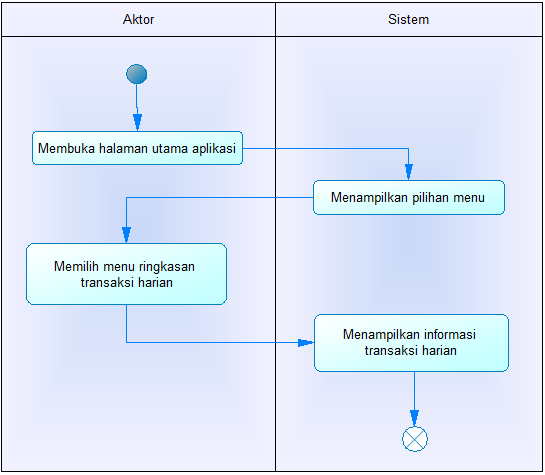 Aktor
Sistem
Membuka halaman utama aplikasi
Menampilkan pilihan menu
Memilih menu ringkasan
transaksi harian
Menampilkan informasi
transaksi harian